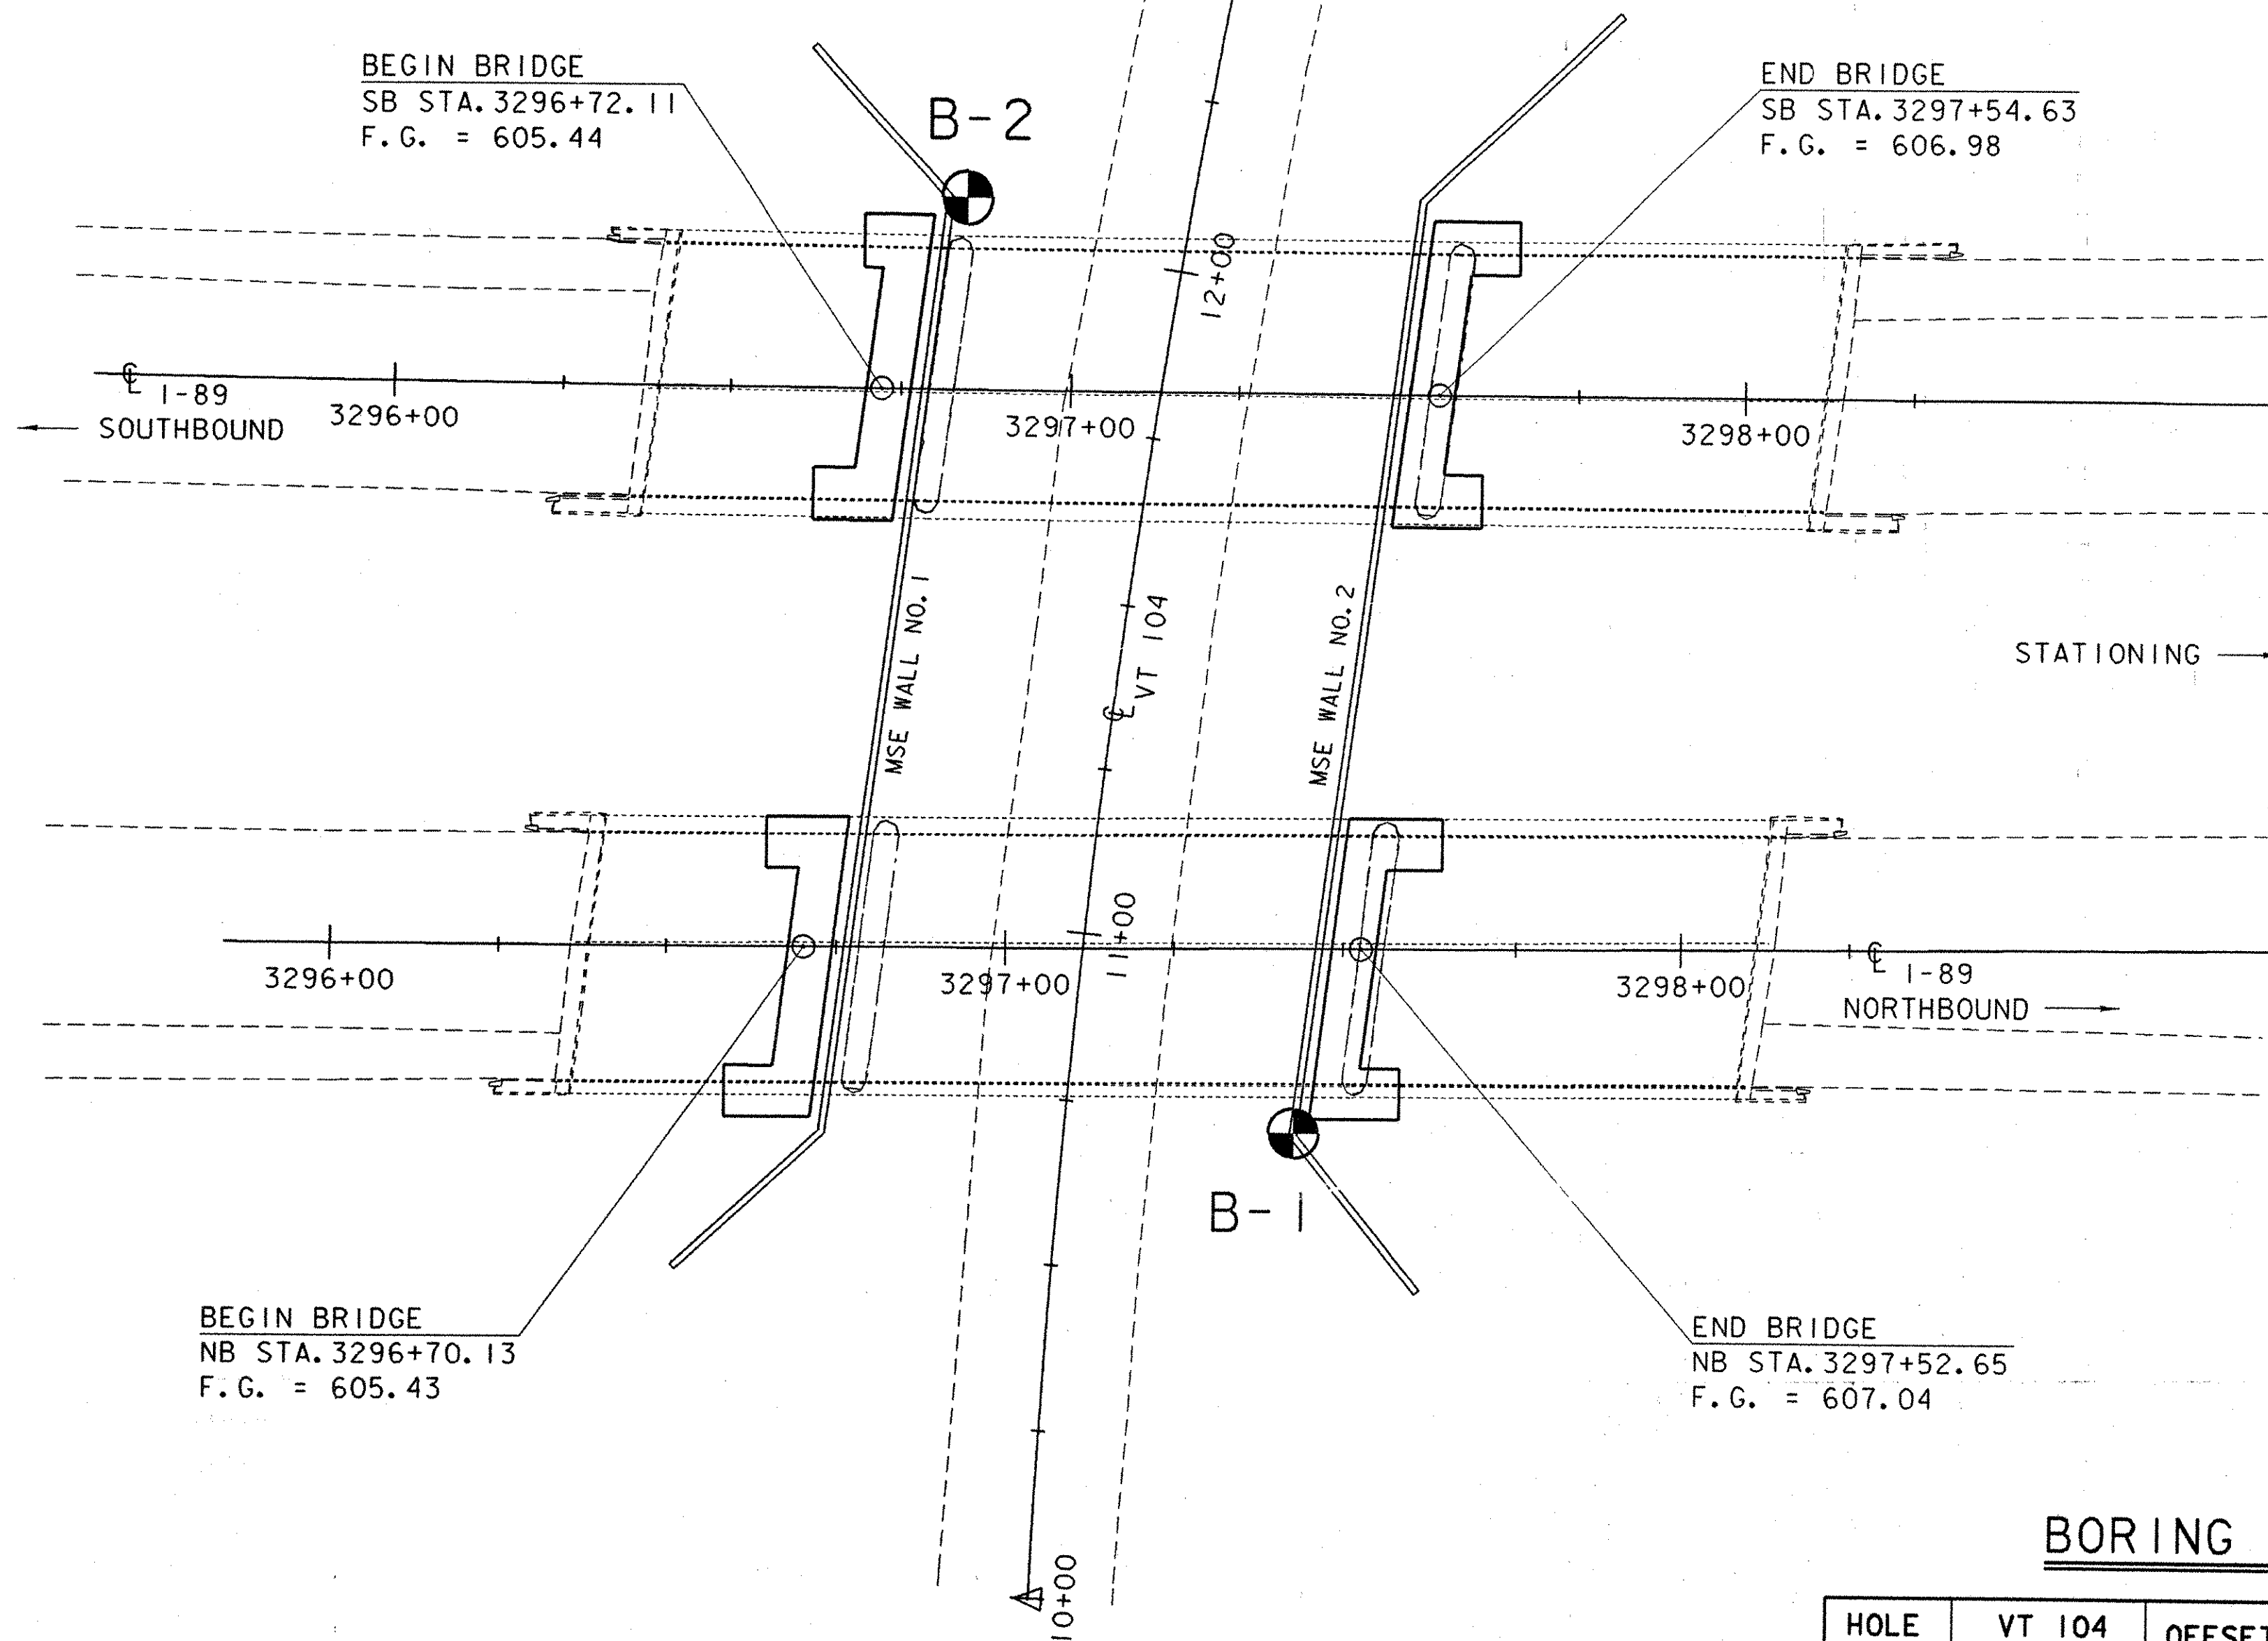 BEGIN BRIDGE
SB STA. 3296+72.11
F.G. = 605.44
B-2
END BRIDGE
SB STA. 3297+54.63
F.G. = 606.98
12+00
℄ I-89
SOUTHBOUND
3296+00
3297+00
3298+00
MSE WALL NO. 1
℄ VT 104
MSE WALL NO. 2
STATIONING
11+00
3296+00
3297+00
3298+00
℄ I-89
NORTHBOUND
B-1
BEGIN BRIDGE
NB STA. 3296+70.13
F.G. = 605.43
END BRIDGE
NB STA. 3297+52.65
F.G. = 607.04
10+00
BORING
HOLE VT 104 OFFSET